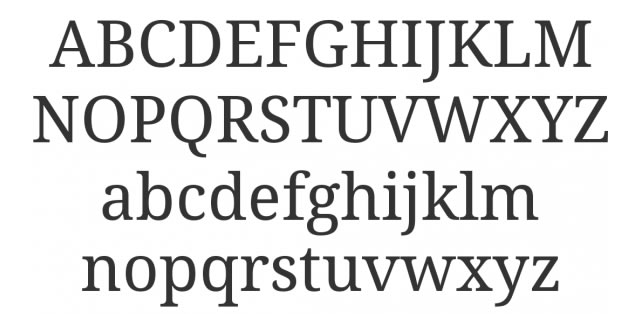 ABCDEFGHIJKLM
NOPQRSTUVWXYZ
abcdefghijklm
nopqrstuvwxyz